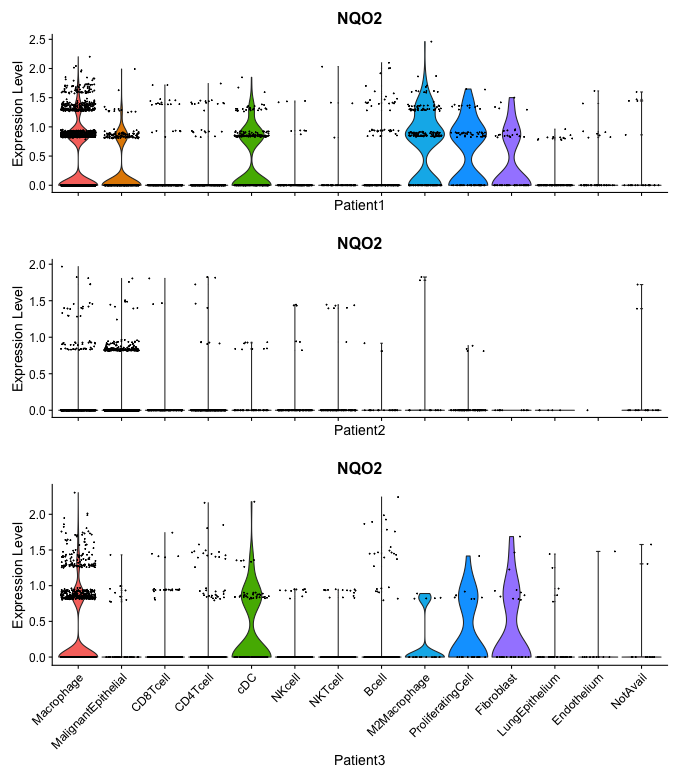 NQO2
Expression Level
2.5
2.0
1.5
1.0
0.5
0.0
Patient1
NQO2
Expression Level
2.0
1.5
1.0
0.5
0.0
Patient2
NQO2
Expression Level
2.0
1.5
1.0
0.5
0.0
Macrophage
MalignantEpithelial
CD8Tcell
CD4Tcell
cDC
NKcell
NKTcell
Bcell
M2Macrophage
ProliferatingCell
Fibroblast
LungEpithelium
Endothelium
NotAvail
Patient3